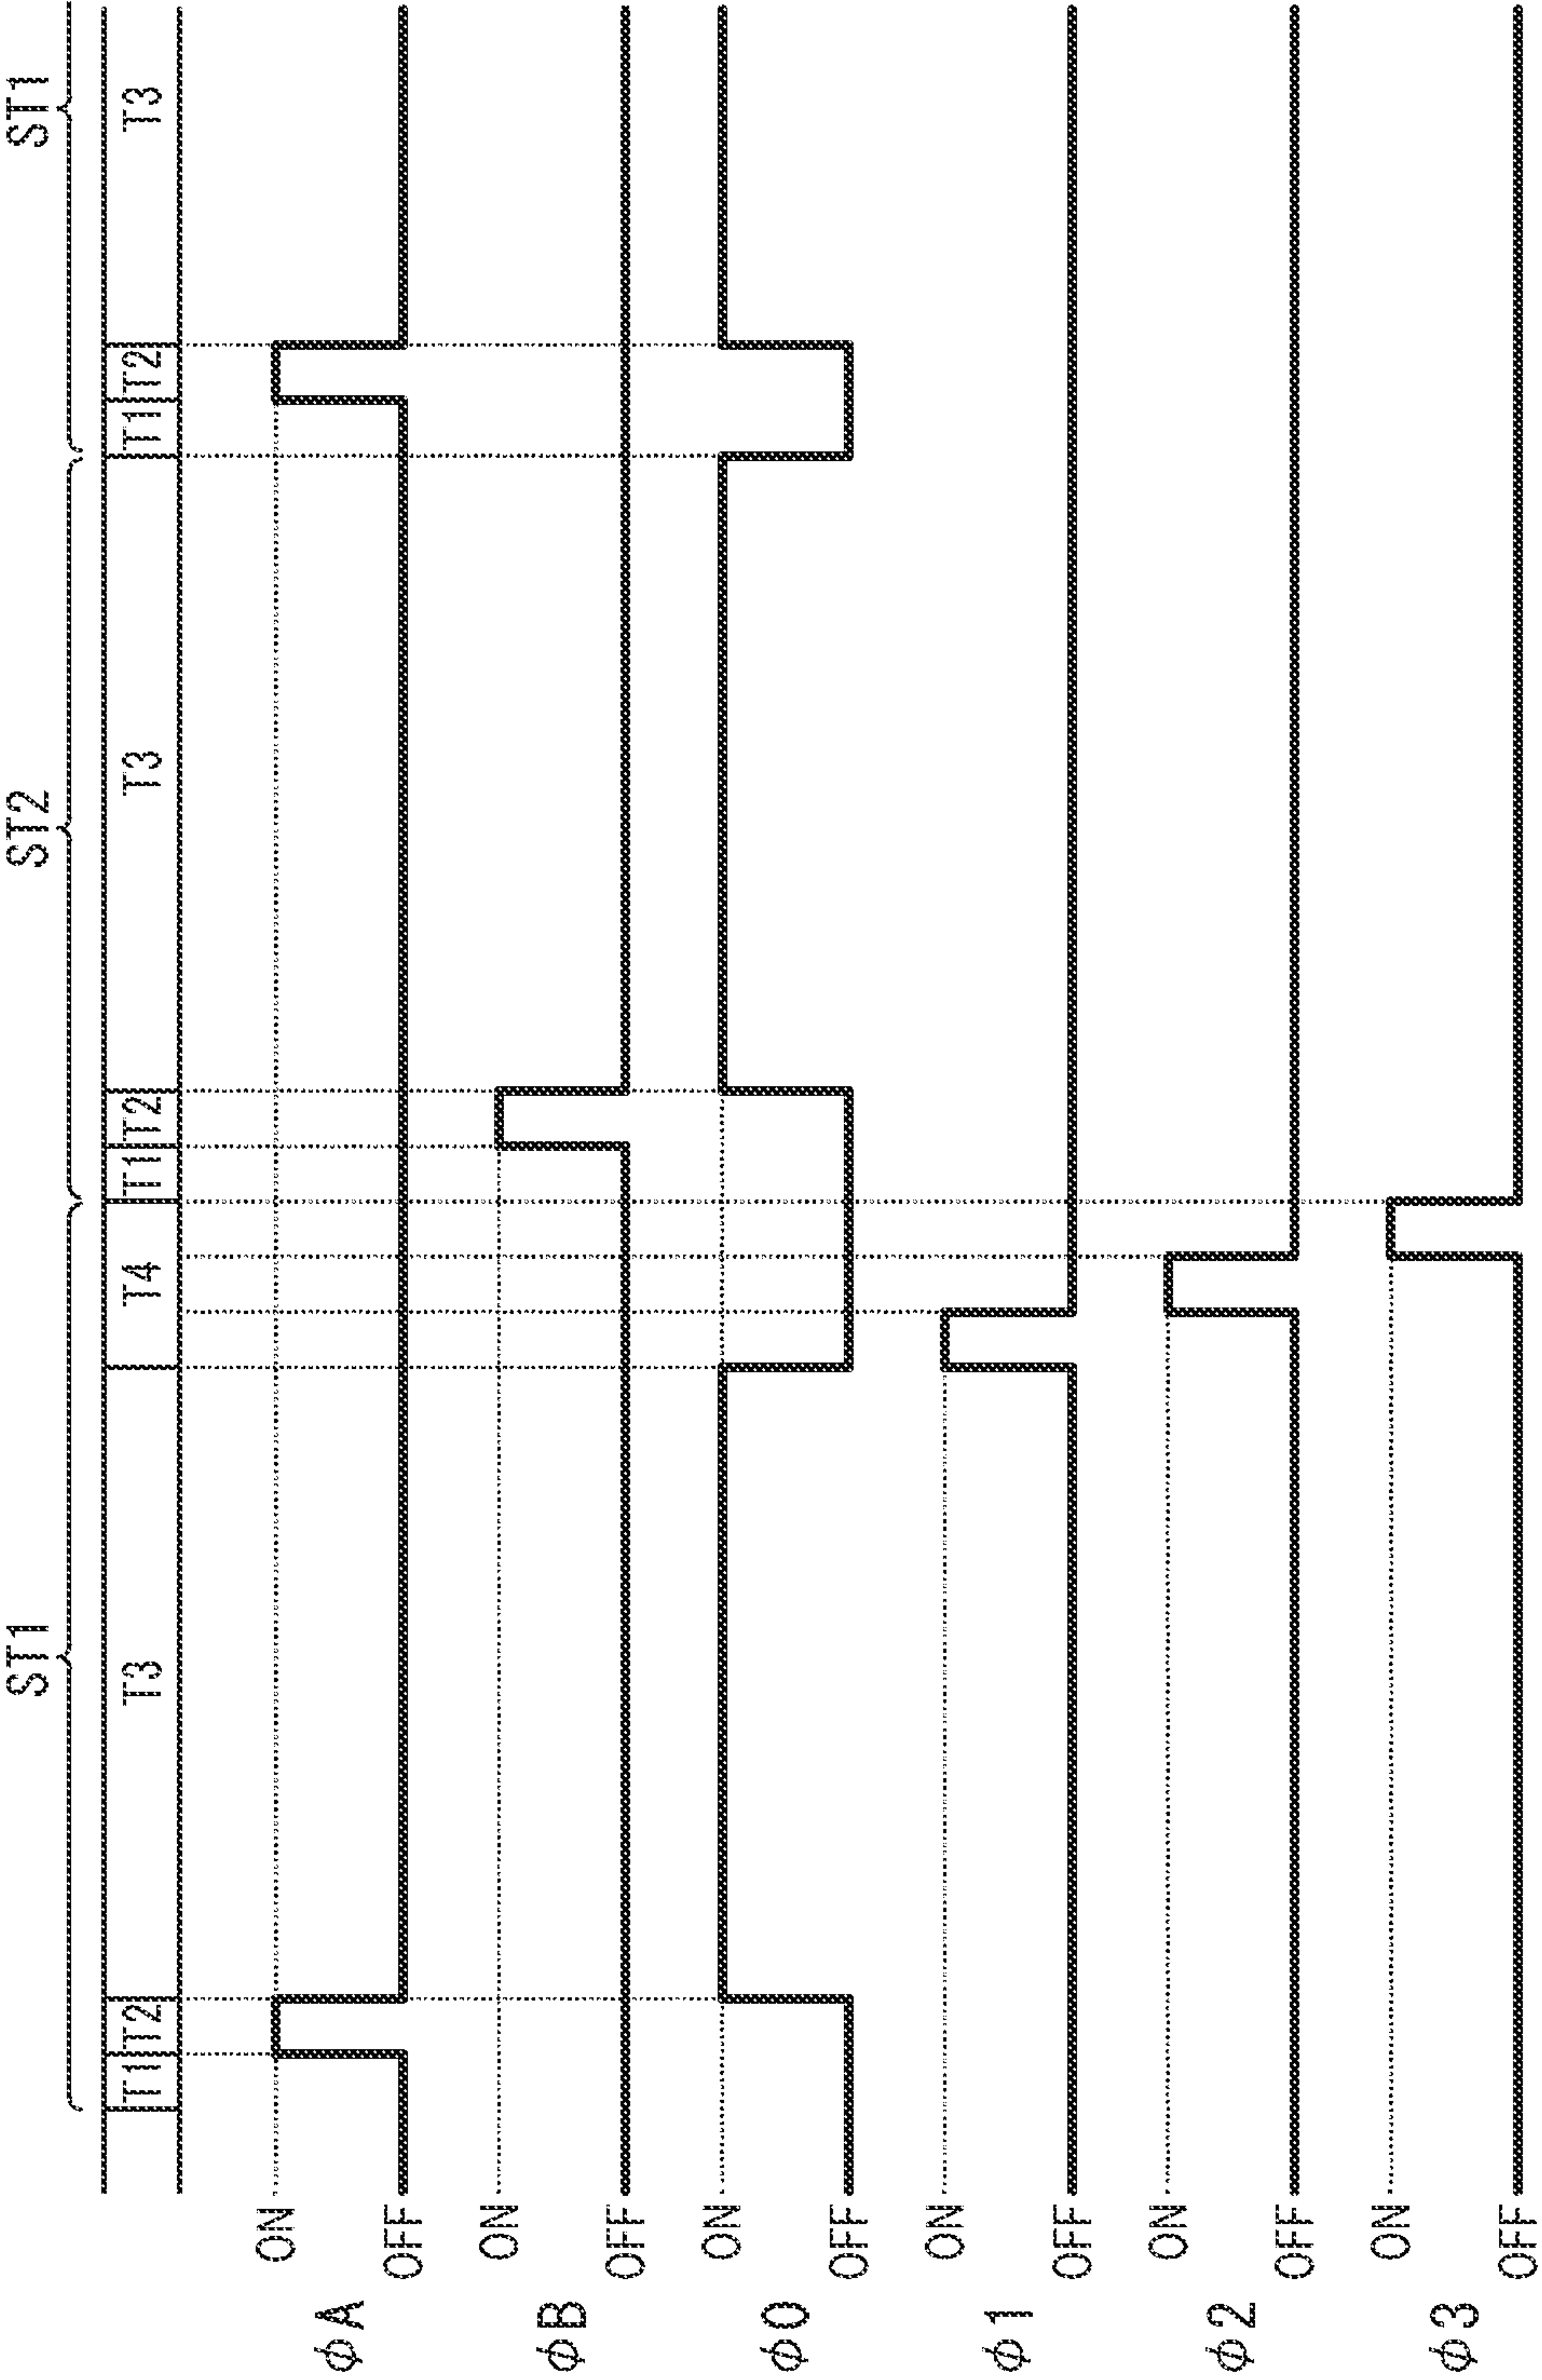 ST1 ST2 ST1
T1 T2 T3 T4 T1 T2 T3 T1 T2 T3
ON
φA
OFF
ON
φB
OFF
ON
φ0
OFF
ON
φ1
OFF
ON
φ2
OFF
ON
φ3
OFF